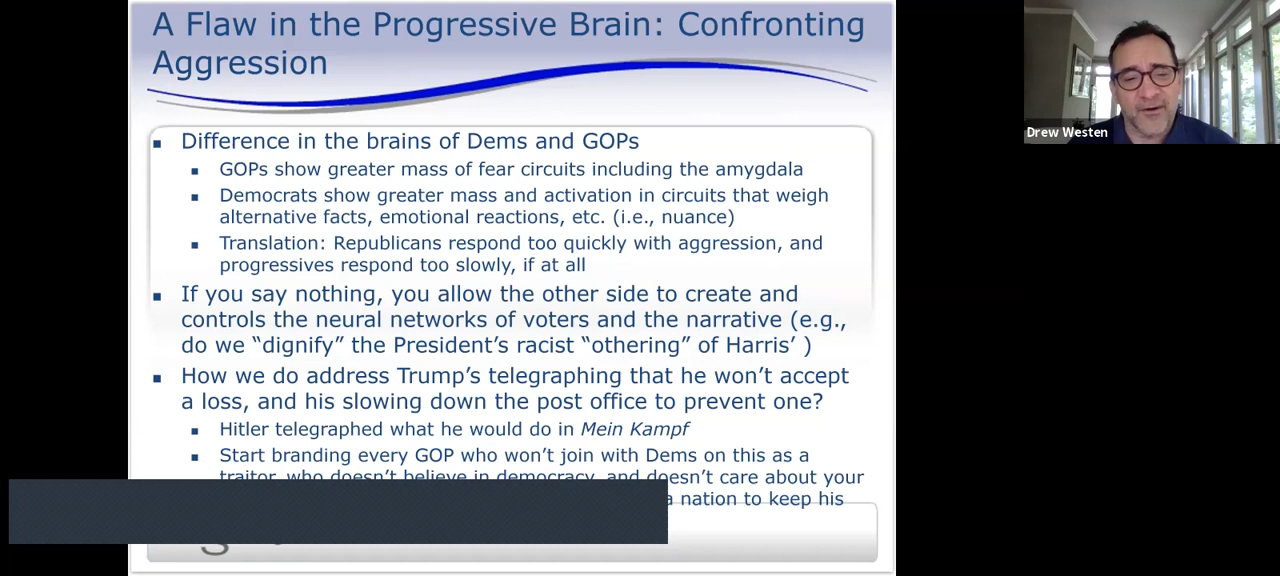 A Flaw in the Progressive Brain: Confronting
Aggression
Difference in the brains of Dems and GOPs
GOPs show greater mass of fear circuits including the amygdala
Democrats show greater mass and activation in circuits that weigh
alternative facts, emotional reactions, etc. (i.e., nuance)
Translation: Republicans respond too quickly with aggression, and
progressives respond too slowly, if at all
If you say nothing, you allow the other side to create and
controls the neural networks of voters and the narrative (e.g.,
do we “dignify” the President’s racist “othering” of Harris’ )
How we do address Trump’s telegraphing that he won’t accept
a loss, and his slowing down the post office to prevent one?
Hitler telegraphed what he would do in Mein Kampf
Start branding every GOP who won’t join with Dems on this as a
traitor, who doesn’t believe in democracy, and doesn’t care about your
a nation to keep his
Drew Westen